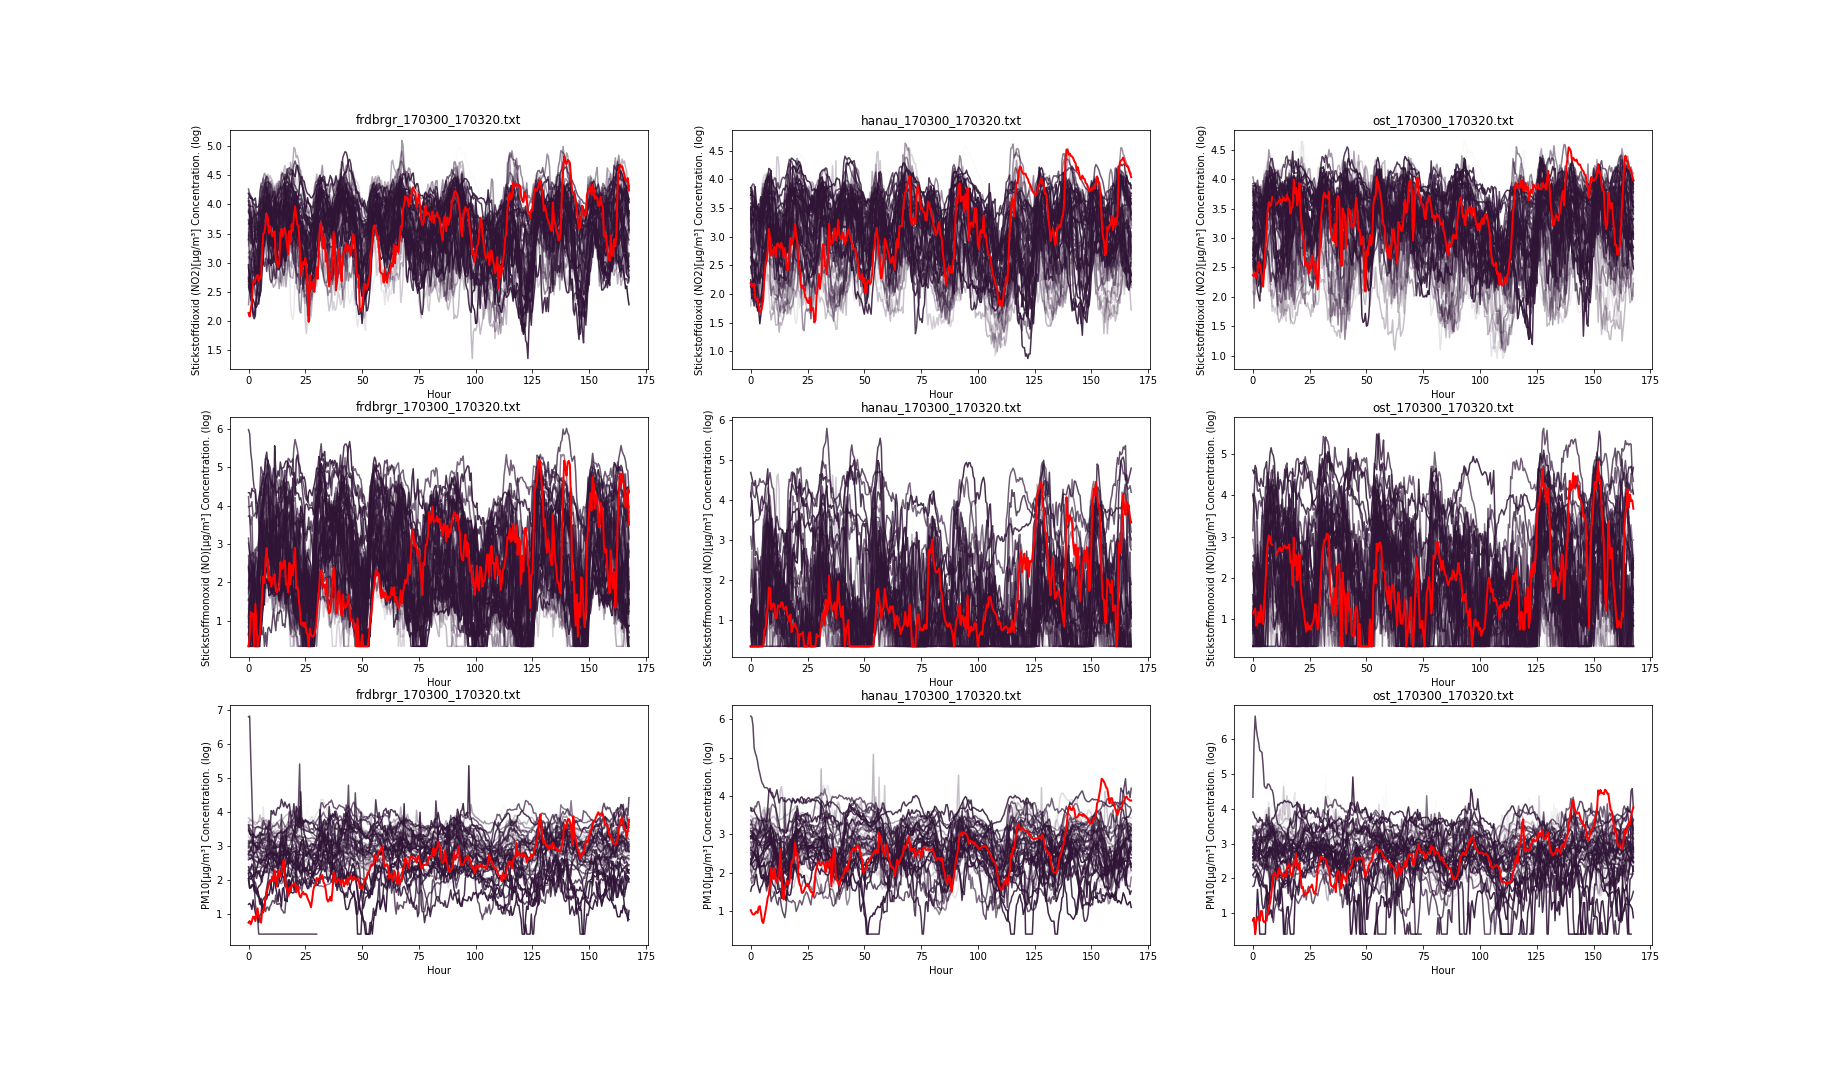 frdbrgr_170300_170320.txt
Stickstoffdioxid (NO2)[µg/m³] Concentration. (log)
5.0
4.5
4.0
3.5
3.0
2.5
2.0
1.5
0 25 50 75 100 125 150 175
Hour
hanau_170300_170320.txt
Stickstoffdioxid (NO2)[µg/m³] Concentration. (log)
4.5
4.0
3.5
3.0
2.5
2.0
1.5
1.0
0 25 50 75 100 125 150 175
Hour
ost_170300_170320.txt
Stickstoffdioxid (NO2)[µg/m³] Concentration. (log)
4.5
4.0
3.5
3.0
2.5
2.0
1.5
1.0
0 25 50 75 100 125 150 175
Hour
frdbrgr_170300_170320.txt
Stickstoffmonoxid (NO)[µg/m³] Concentration. (log)
6
5
4
3
2
1
0 25 50 75 100 125 150 175
Hour
hanau_170300_170320.txt
Stickstoffmonoxid (NO)[µg/m³] Concentration. (log)
6
5
4
3
2
1
0 25 50 75 100 125 150 175
Hour
ost_170300_170320.txt
Stickstoffmonoxid (NO)[µg/m³] Concentration. (log)
5
4
3
2
1
0 25 50 75 100 125 150 175
Hour
frdbrgr_170300_170320.txt
PM10[µg/m³] Concentration. (log)
7
6
5
4
3
2
1
0 25 50 75 100 125 150 175
Hour
hanau_170300_170320.txt
PM10[µg/m³] Concentration. (log)
6
5
4
3
2
1
0 25 50 75 100 125 150 175
Hour
ost_170300_170320.txt
PM10[µg/m³] Concentration. (log)
6
5
4
3
2
1
0 25 50 75 100 125 150 175
Hour